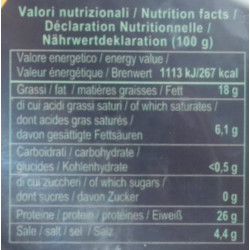 Valori nutrizionali / Nutrition facts /
Déclaration Nutritionnelle /
Nährwertdeklaration (100 g)
Valore energetico / energy value /
Valeur énergétique / Brenwert 1113 kJ/267 kcal
Grassi / fat / matières graisses / Fett 18 g
di cui acidi grassi saturi / of which saturates /
dont acides gras saturés /
davon gesättigte Fettsäuren 6,1 g
Carboidrati / carbohydrate /
glucides / Kohlenhydrate <0,5 g
di cui zuccheri / of which sugars /
dont sucres / davon Zucker 0 g
Proteine / protein / protéines / Eiweiß 26 g
Sale / salt / sel / Salz 4,4 g